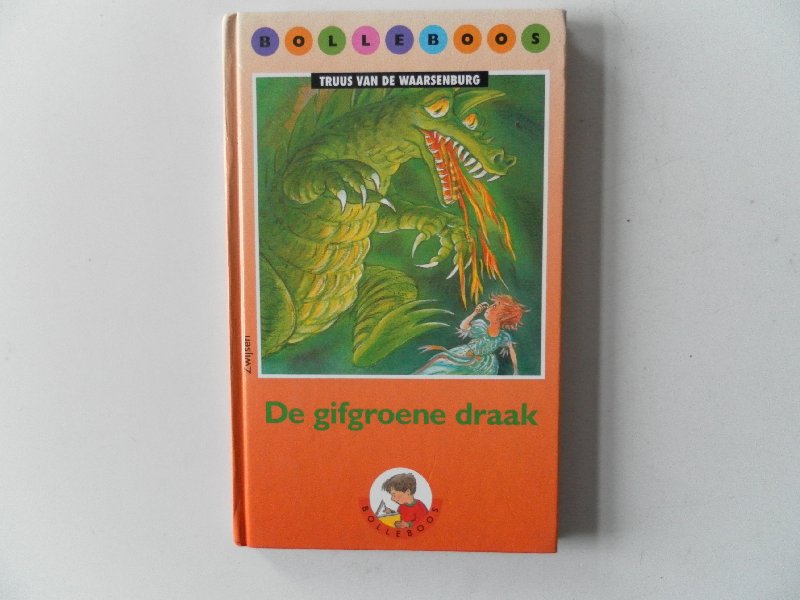 BOLLEBOOS
TRUUS VAN DE WAARSENBURG
Zwijsen
De gifgroene draak
BOLLEBOOS